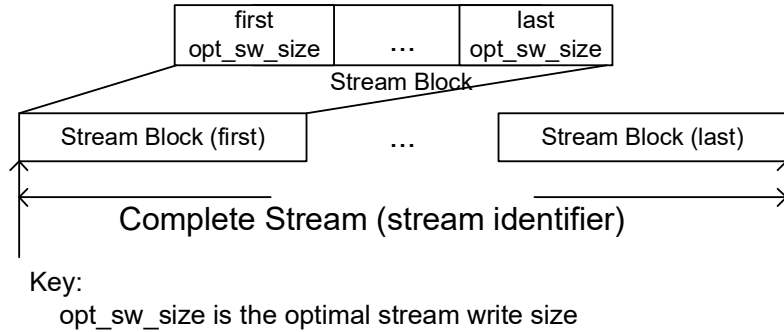 first
opt_sw_size
...
last
opt_sw_size
Stream Block
Stream Block (first)
...
Stream Block (last)
Complete Stream (stream identifier)
Key:
opt_sw_size is the optimal stream write size